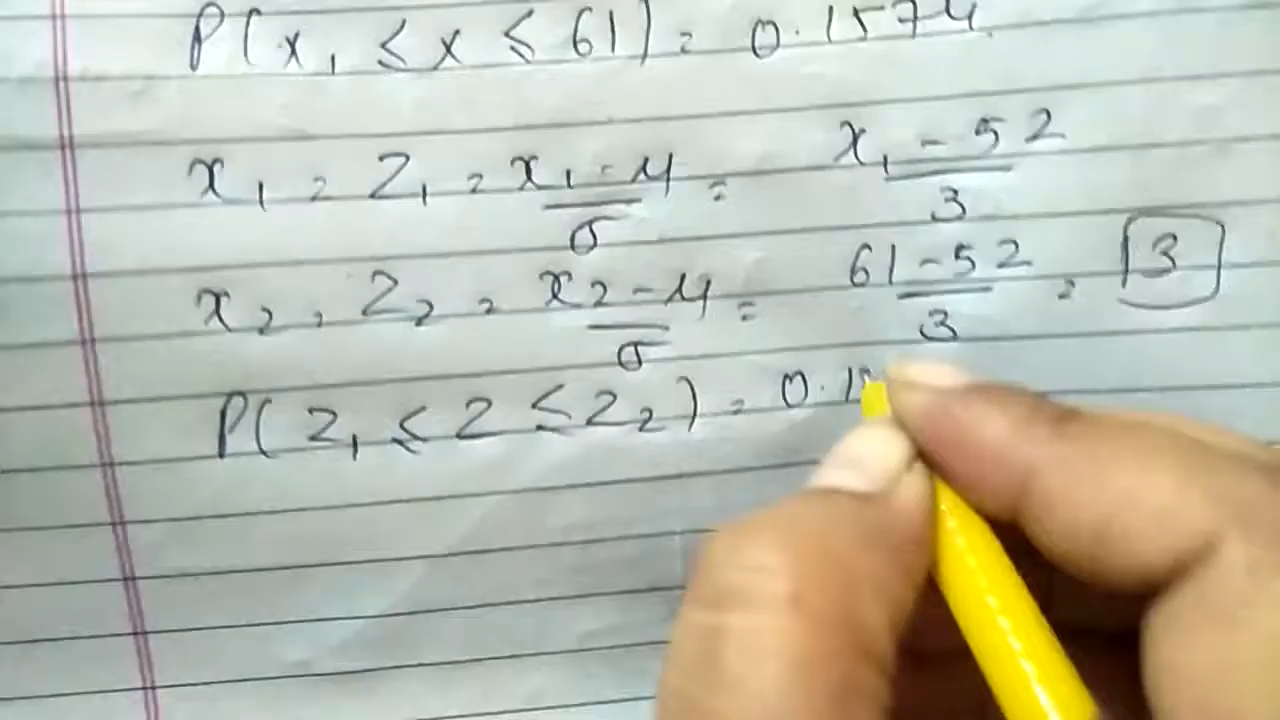 P(x₁ ≤ x ≤ 61) = 0.1574
x₁ = Z₁ = (x₁ - μ)/σ = (x₁ - 52)/3
x₂ = Z₂ = (x₂ - μ)/σ = (61 - 52)/3 = 3
P(Z₁ ≤ Z ≤ Z₂) = 0.1